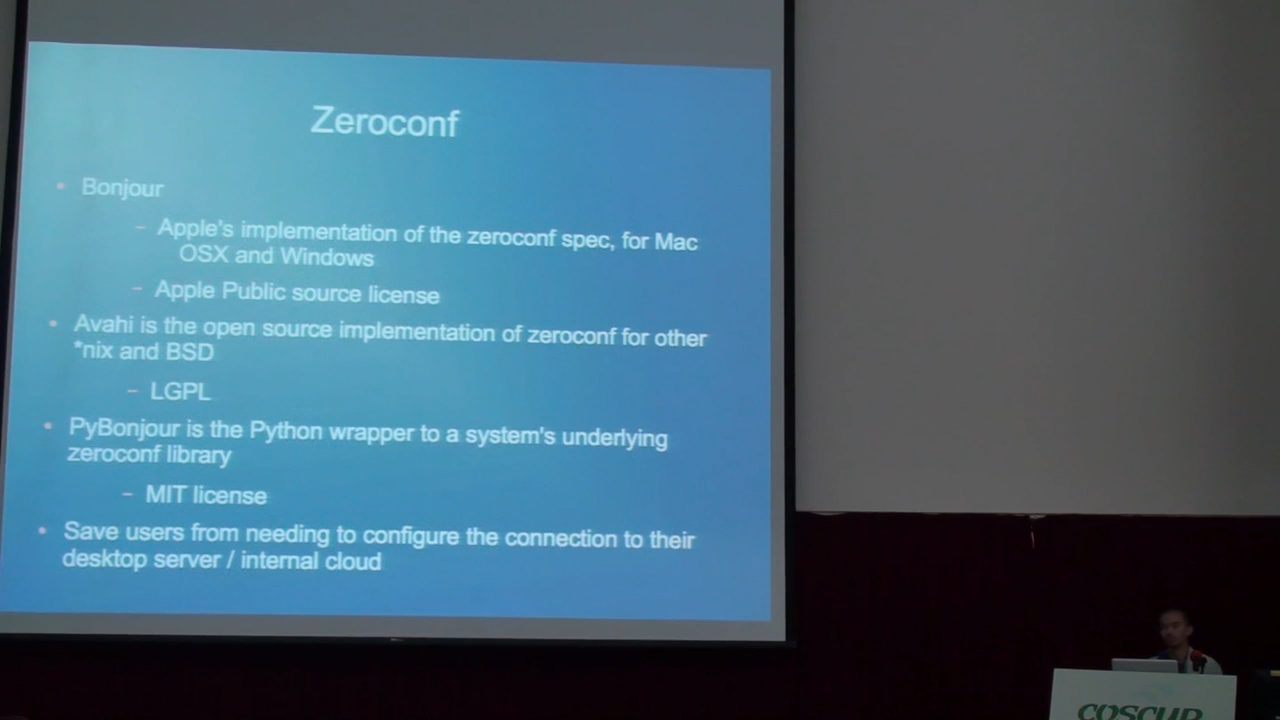 Zeroconf
• Bonjour
– Apple's implementation of the zeroconf spec, for Mac
OSX and Windows
– Apple Public source license
• Avahi is the open source implementation of zeroconf for other
*nix and BSD
– LGPL
• PyBonjour is the Python wrapper to a system's underlying
zeroconf library
– MIT license
• Save users from needing to configure the connection to their
desktop server / internal cloud
COSCUP